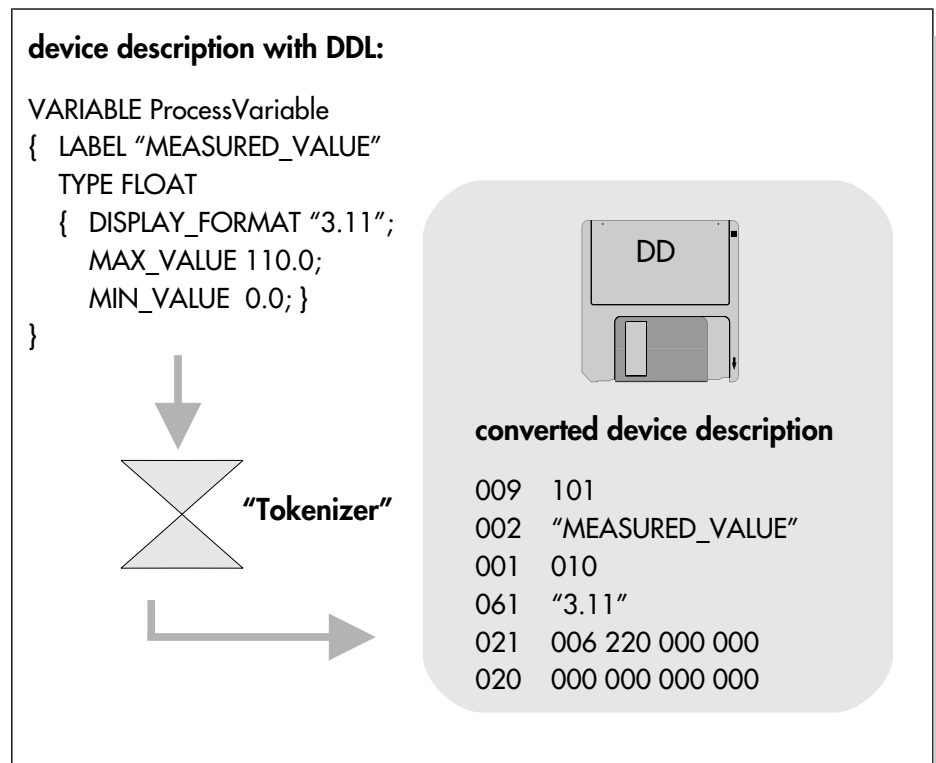 device description with DDL:
VARIABLE ProcessVariable
{ LABEL “MEASURED_VALUE”
TYPE FLOAT
{ DISPLAY_FORMAT “3.11”;
MAX_VALUE 110.0;
MIN_VALUE 0.0; }
}
“Tokenizer”
DD
converted device description
009 101
002 “MEASURED_VALUE”
001 010
061 “3.11”
021 006 220 000 000
020 000 000 000 000